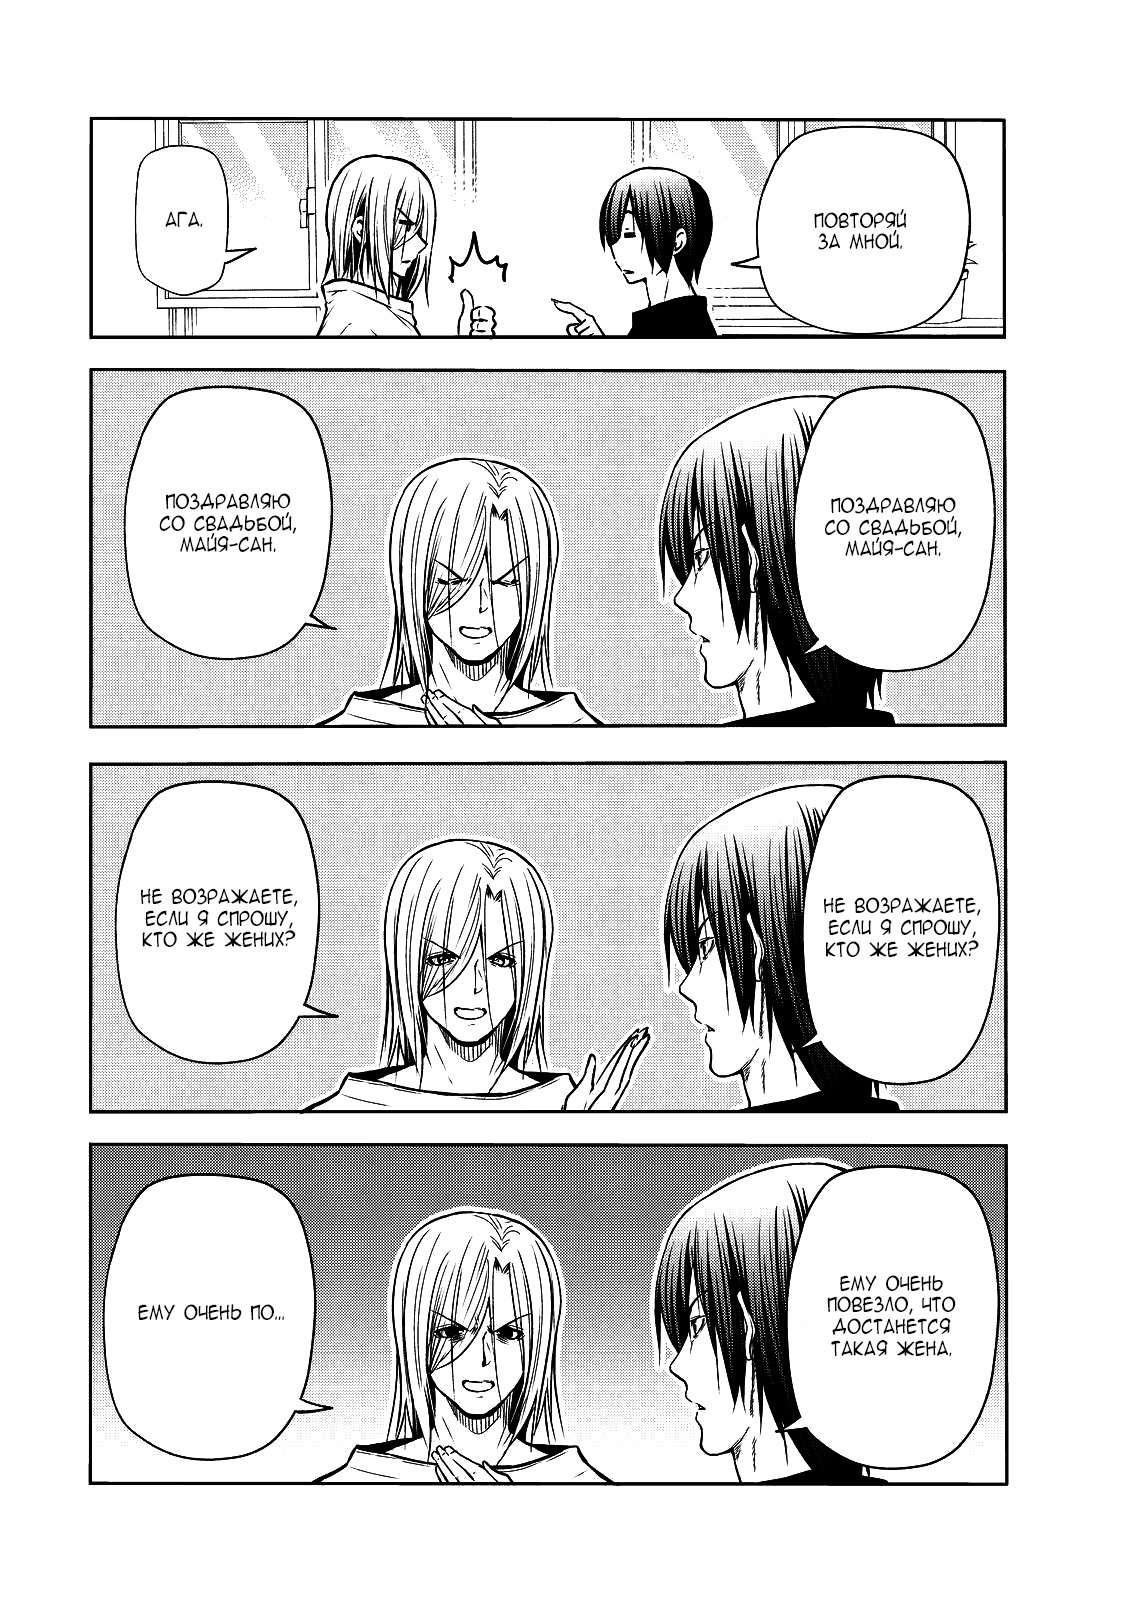 ПОВТОРЯЙ
ЗА МНОЙ.
АГА.
ПОЗДРАВЛЯЮ
СО СВАДЬБОЙ,
МАЙЯ-САН.
ПОЗДРАВЛЯЮ
СО СВАДЬБОЙ,
МАЙЯ-САН.
НЕ ВОЗРАЖАЕТЕ,
ЕСЛИ Я СПРОШУ,
КТО ЖЕ ЖЕНИХ?
НЕ ВОЗРАЖАЕТЕ,
ЕСЛИ Я СПРОШУ,
КТО ЖЕ ЖЕНИХ?
ЕМУ ОЧЕНЬ
ПОВЕЗЛО, ЧТО
ДОСТАНЕТСЯ
ТАКАЯ ЖЕНА.
ЕМУ ОЧЕНЬ ПО...